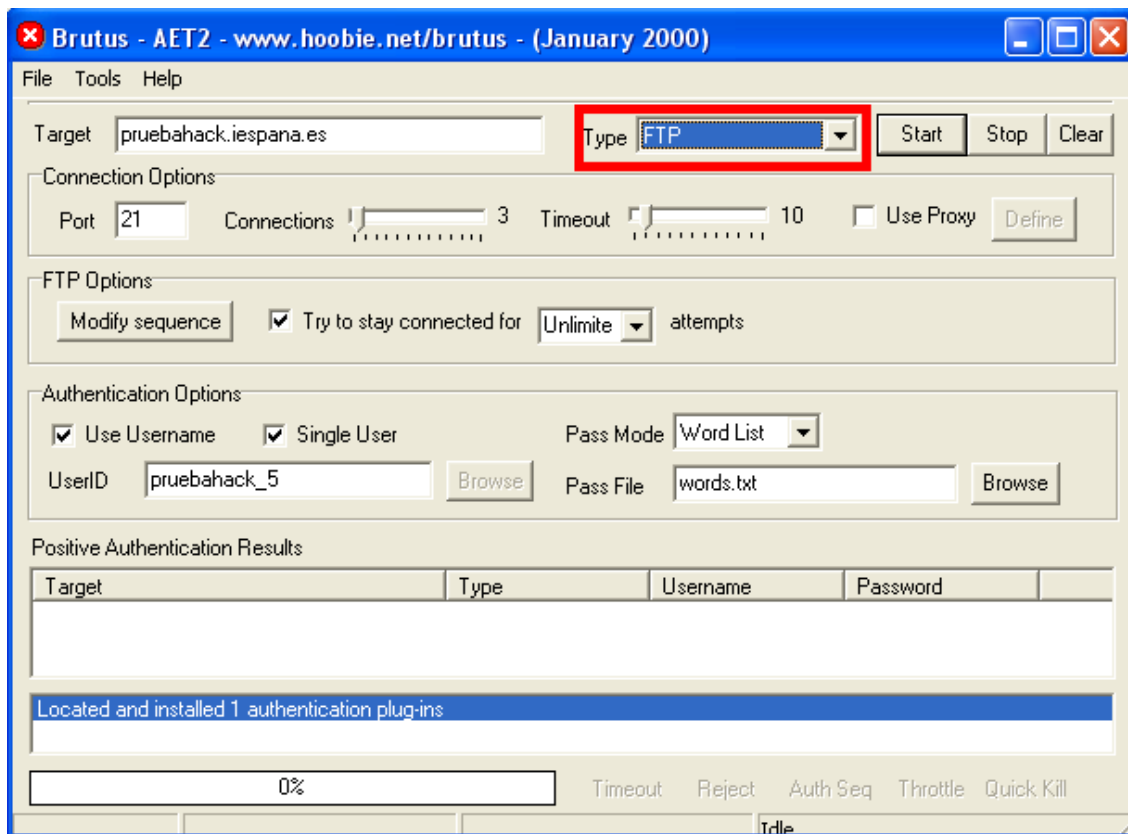 Brutus - AET2 - www.hoobie.net/brutus - (January 2000)
File Tools Help
Target pruebahack.iespana.es Type FTP Start Stop Clear
Connection Options
Port 21 Connections 3 Timeout 10 Use Proxy Define
FTP Options
Modify sequence Try to stay connected for Unlimite attempts
Authentication Options
Use Username Single User Pass Mode Word List
UserID pruebahack_5 Browse Pass File words.txt Browse
Positive Authentication Results
Target Type Username Password
Located and installed 1 authentication plug-ins
0% Timeout Reject Auth Seq Throttle Quick Kill
Idle